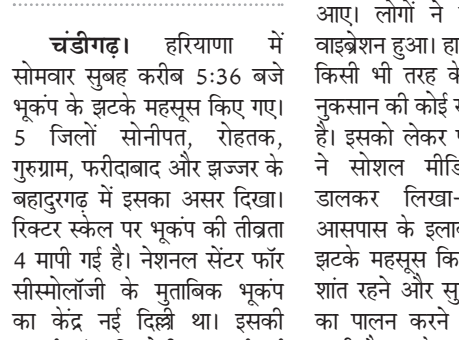 चंडीगढ़। हरियाणा में
सोमवार सुबह करीब 5:36 बजे
भूकंप के झटके महसूस किए गए।
5 जिलों सोनीपत, रोहतक,
गुरुग्राम, फरीदाबाद और झज्जर के
बहादुरगढ़ में इसका असर दिखा।
रिक्टर स्केल पर भूकंप की तीव्रता
4 मापी गई है। नेशनल सेंटर फॉर
सीस्मोलॉजी के मुताबिक भूकंप
का केंद्र नई दिल्ली था। इसकी
आए। लोगों ने
वाइब्रेशन हुआ।
किसी भी तरह
नुकसान की कोई
है। इसको लेकर
ने सोशल
डालकर लिखा-
आसपास के
झटके महसूस
शांत रहने और
का पालन करने